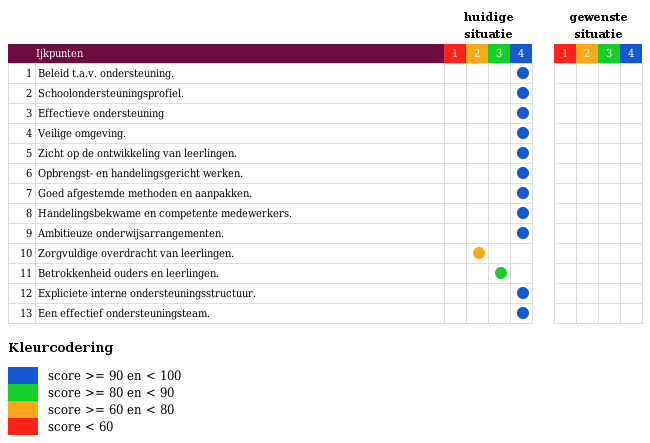 huidige situatie gewenste situatie
Ijkpunten 1 2 3 4 1 2 3 4
1 Beleid t.a.v. ondersteuning.
2 Schoolondersteuningsprofiel.
3 Effectieve ondersteuning
4 Veilige omgeving.
5 Zicht op de ontwikkeling van leerlingen.
6 Opbrengst- en handelingsgericht werken.
7 Goed afgestemde methoden en aanpakken.
8 Handelingsbekwame en competente medewerkers.
9 Ambitieuze onderwijsarrangementen.
10 Zorgvuldige overdracht van leerlingen.
11 Betrokkenheid ouders en leerlingen.
12 Expliciete interne ondersteuningsstructuur.
13 Een effectief ondersteuningsteam.
Kleurcodering
score >= 90 en < 100
score >= 80 en < 90
score >= 60 en < 80
score < 60